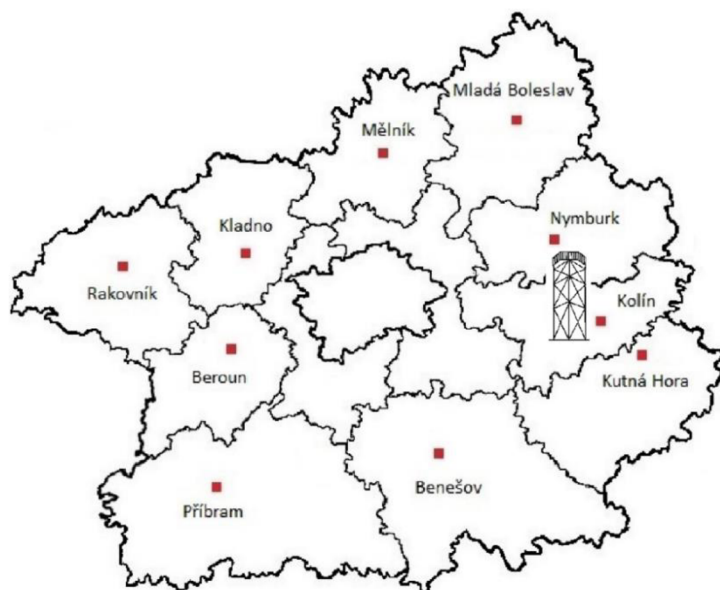 Mladá Boleslav
Mělník
Nymburk
Kladno
Rakovník
Kolín
Beroun
Kutná Hora
Benešov
Příbram